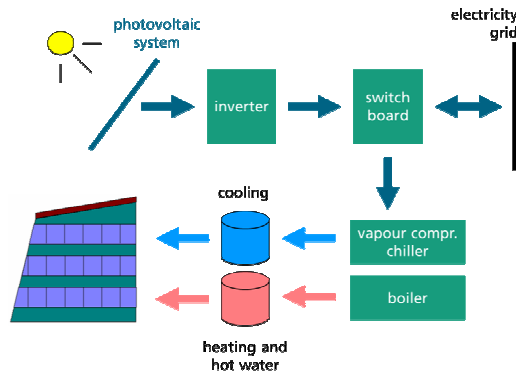 photovoltaic
system
electricity
grid
inverter
switch
board
cooling
vapour compr.
chiller
boiler
heating and
hot water